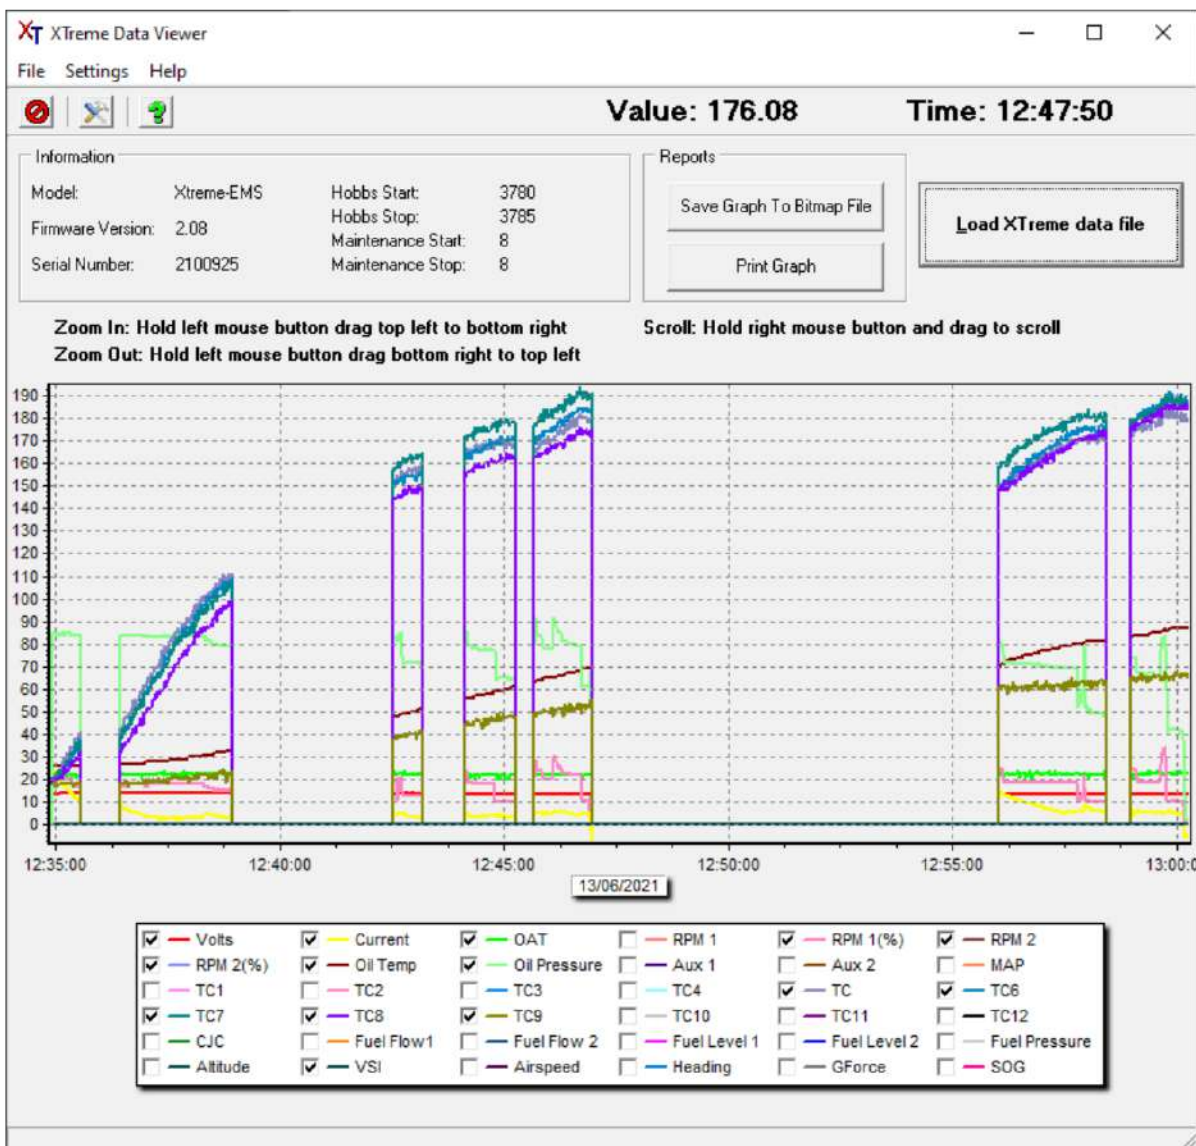 XT XTreme Data Viewer
File Settings Help
Value: 176.08 Time: 12:47:50
Information
Reports
Model: Xtreme-EMS Hobbs Start: 3780
Hobbs Stop: 3785
Firmware Version: 2.08 Maintenance Start: 8
Serial Number: 2100925 Maintenance Stop: 8
Save Graph To Bitmap File
Print Graph
Load XTreme data file
Zoom In: Hold left mouse button drag top left to bottom right
Scroll: Hold right mouse button and drag to scroll
Zoom Out: Hold left mouse button drag bottom right to top left
190
180
170
160
150
140
130
120
110
100
90
80
70
60
50
40
30
20
10
0
12:35:00 12:40:00 12:45:00 12:50:00 12:55:00 13:00:0
13/06/2021
Volts Current OAT RPM 1 RPM 1(%) RPM 2
RPM 2(%) Oil Temp Oil Pressure Aux 1 Aux 2 MAP
TC1 TC2 TC3 TC4 TC TC6
TC7 TC8 TC9 TC10 TC11 TC12
CJC Fuel Flow1 Fuel Flow 2 Fuel Level 1 Fuel Level 2 Fuel Pressure
Altitude VSI Airspeed Heading GForce SOG